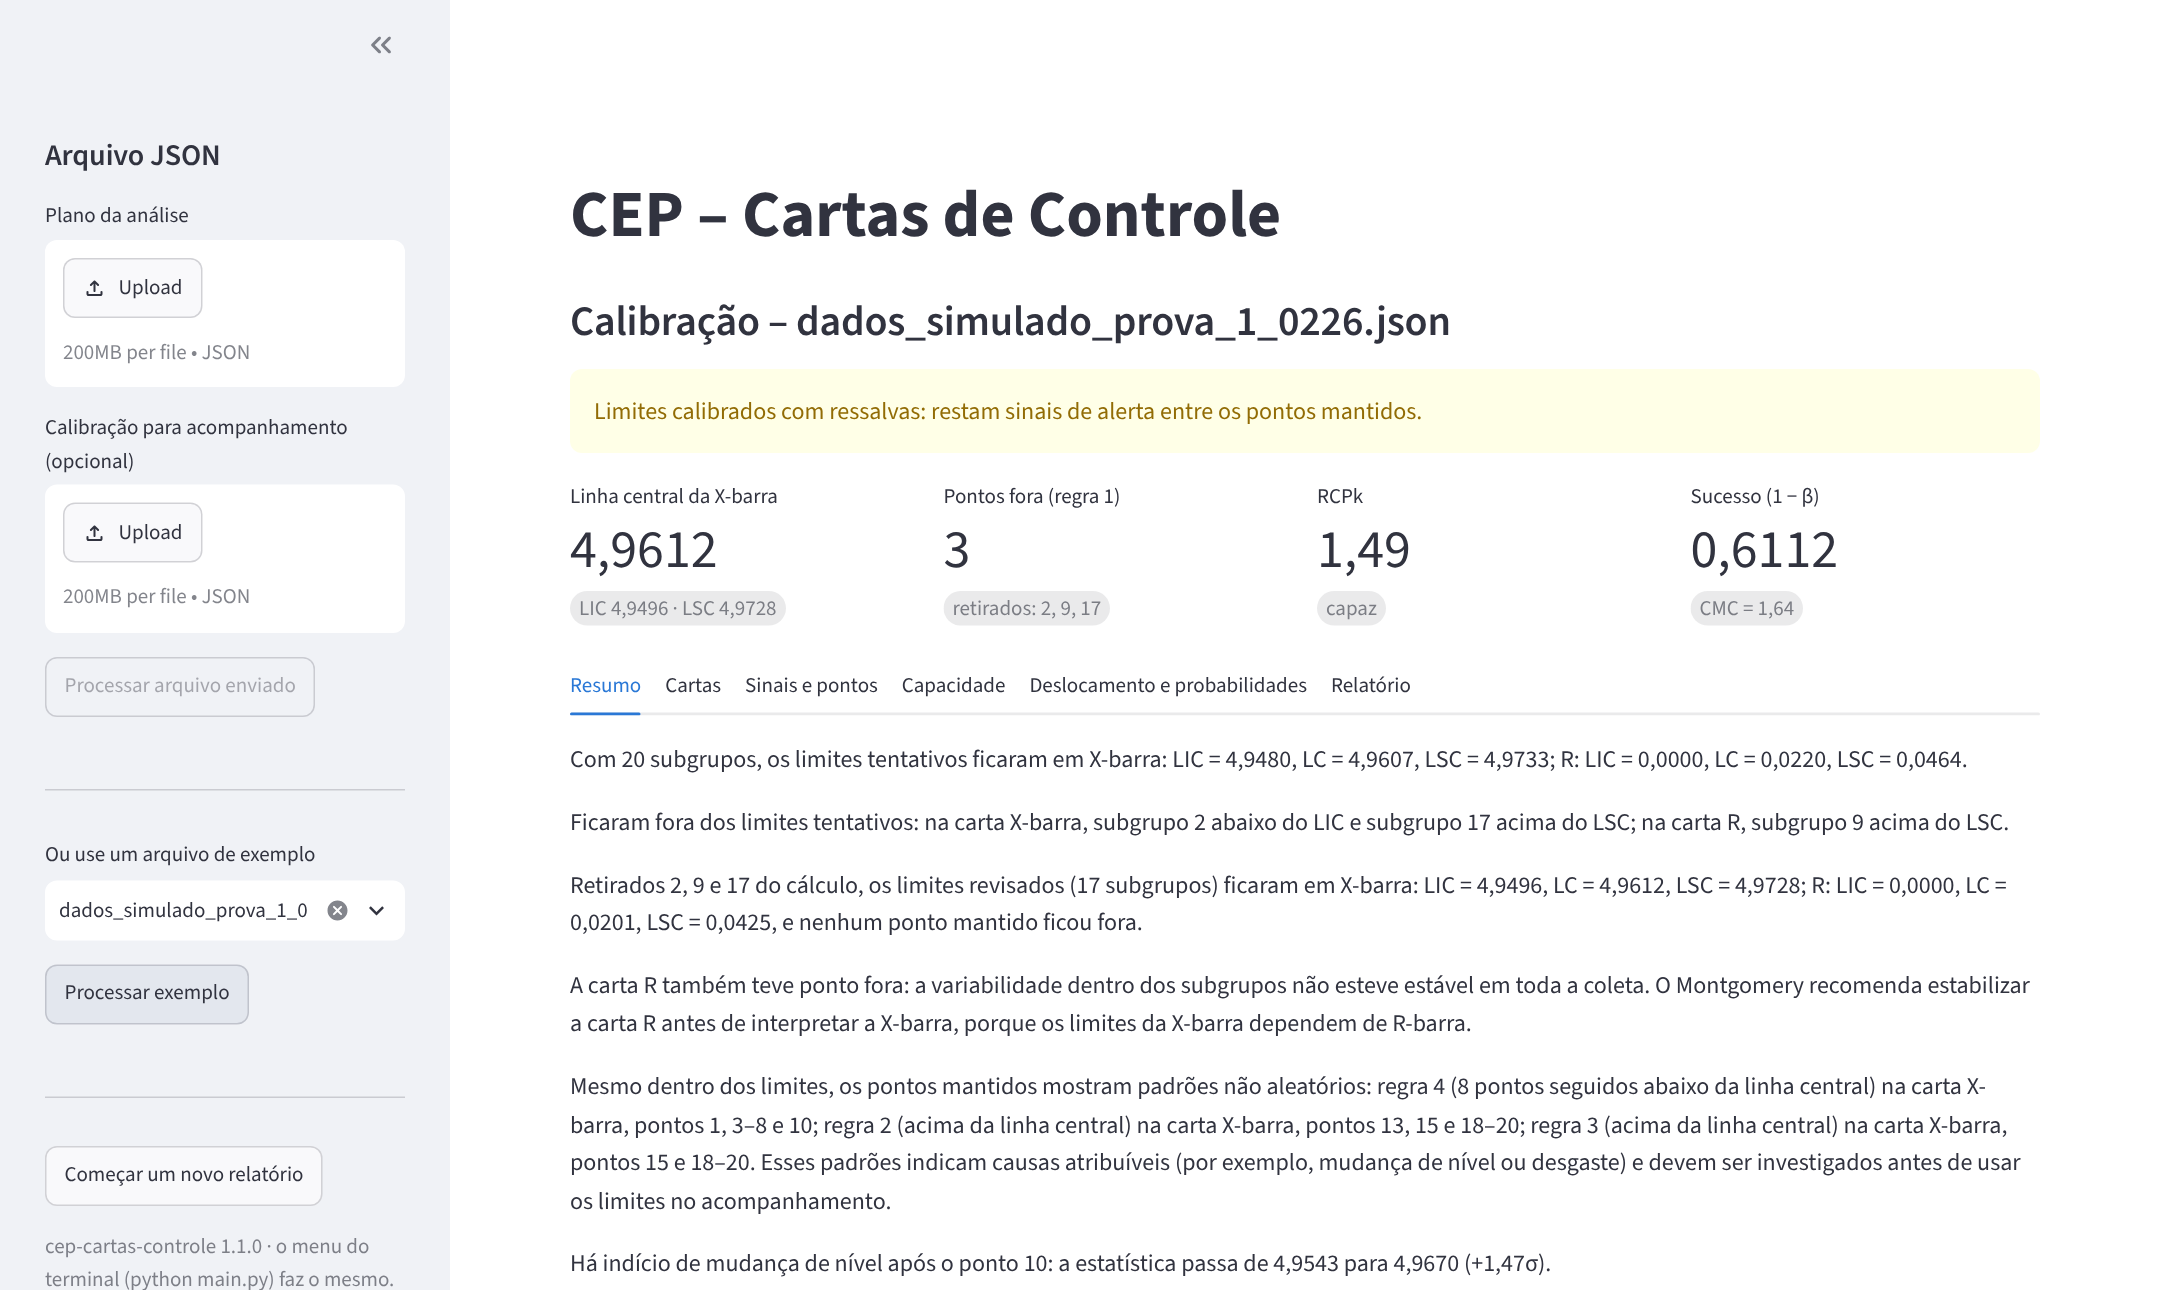 Arquivo JSON
Plano da análise
Upload
200MB per file • JSON
Calibração para acompanhamento
(opcional)
Upload
200MB per file • JSON
Processar arquivo enviado
Ou use um arquivo de exemplo
dados_simulado_prova_1_0
Processar exemplo
Começar um novo relatório
cep-cartas-controle 1.1.0 · o menu do
terminal (python main.py) faz o mesmo.
CEP – Cartas de Controle
Calibração – dados_simulado_prova_1_0226.json
Limites calibrados com ressalvas: restam sinais de alerta entre os pontos mantidos.
Linha central da X-barra
4,9612
LIC 4,9496 · LSC 4,9728
Pontos fora (regra 1)
3
retirados: 2, 9, 17
RCPk
1,49
capaz
Sucesso (1 − β)
0,6112
CMC = 1,64
Resumo Cartas Sinais e pontos Capacidade Deslocamento e probabilidades Relatório
Com 20 subgrupos, os limites tentativos ficaram em X-barra: LIC = 4,9480, LC = 4,9607, LSC = 4,9733; R: LIC = 0,0000, LC = 0,0220, LSC = 0,0464.
Ficaram fora dos limites tentativos: na carta X-barra, subgrupo 2 abaixo do LIC e subgrupo 17 acima do LSC; na carta R, subgrupo 9 acima do LSC.
Retirados 2, 9 e 17 do cálculo, os limites revisados (17 subgrupos) ficaram em X-barra: LIC = 4,9496, LC = 4,9612, LSC = 4,9728; R: LIC = 0,0000, LC =
0,0201, LSC = 0,0425, e nenhum ponto mantido ficou fora.
A carta R também teve ponto fora: a variabilidade dentro dos subgrupos não esteve estável em toda a coleta. O Montgomery recomenda estabilizar
a carta R antes de interpretar a X-barra, porque os limites da X-barra dependem de R-barra.
Mesmo dentro dos limites, os pontos mantidos mostram padrões não aleatórios: regra 4 (8 pontos seguidos abaixo da linha central) na carta X-
barra, pontos 1, 3–8 e 10; regra 2 (acima da linha central) na carta X-barra, pontos 13, 15 e 18–20; regra 3 (acima da linha central) na carta X-barra,
pontos 15 e 18–20. Esses padrões indicam causas atribuíveis (por exemplo, mudança de nível ou desgaste) e devem ser investigados antes de usar
os limites no acompanhamento.
Há indício de mudança de nível após o ponto 10: a estatística passa de 4,9543 para 4,9670 (+1,47σ).